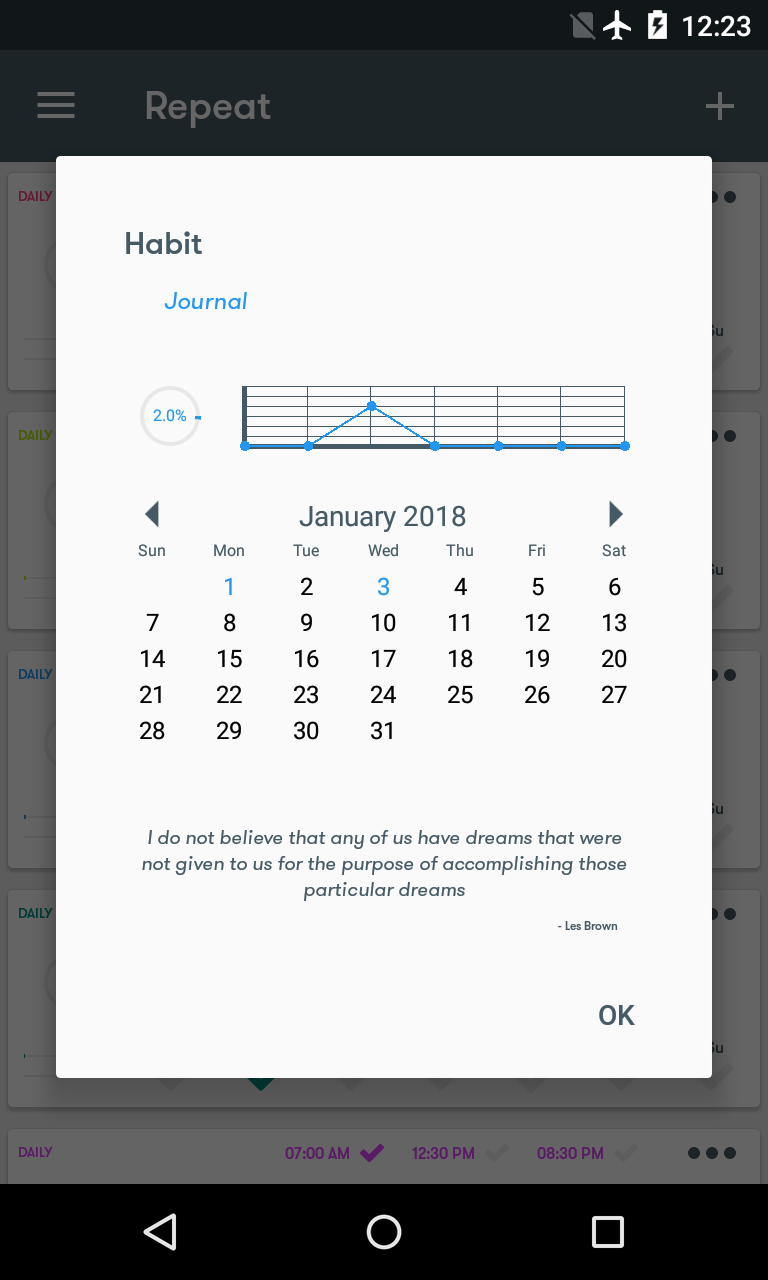 12:23
Repeat
DAILY
Habit
Journal
Su
2.0%
DAILY
January 2018
Sun Mon Tue Wed Thu Fri Sat
Su
1 2 3 4 5 6
7 8 9 10 11 12 13
14 15 16 17 18 19 20
DAILY
21 22 23 24 25 26 27
28 29 30 31
Su
I do not believe that any of us have dreams that were
not given to us for the purpose of accomplishing those
particular dreams
DAILY
- Les Brown
OK
Su
DAILY 07:00 AM 12:30 PM 08:30 PM